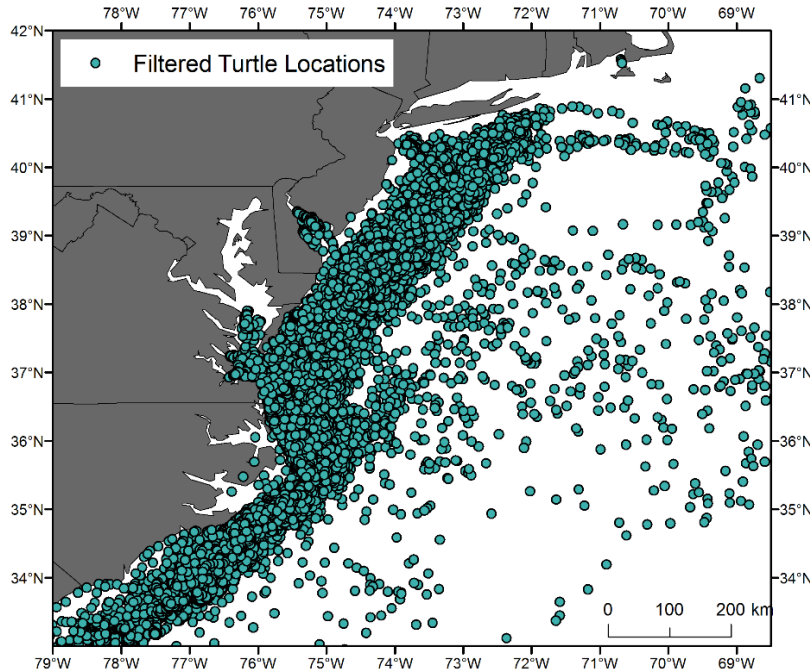 78°W 77°W 76°W 75°W 74°W 73°W 72°W 71°W 70°W 69°W
42°N
Filtered Turtle Locations
41°N 41°N
40°N 40°N
39°N 39°N
38°N 38°N
37°N 37°N
36°N 36°N
35°N 35°N
34°N 34°N
0 100 200 km
79°W 78°W 77°W 76°W 75°W 74°W 73°W 72°W 71°W 70°W 69°W